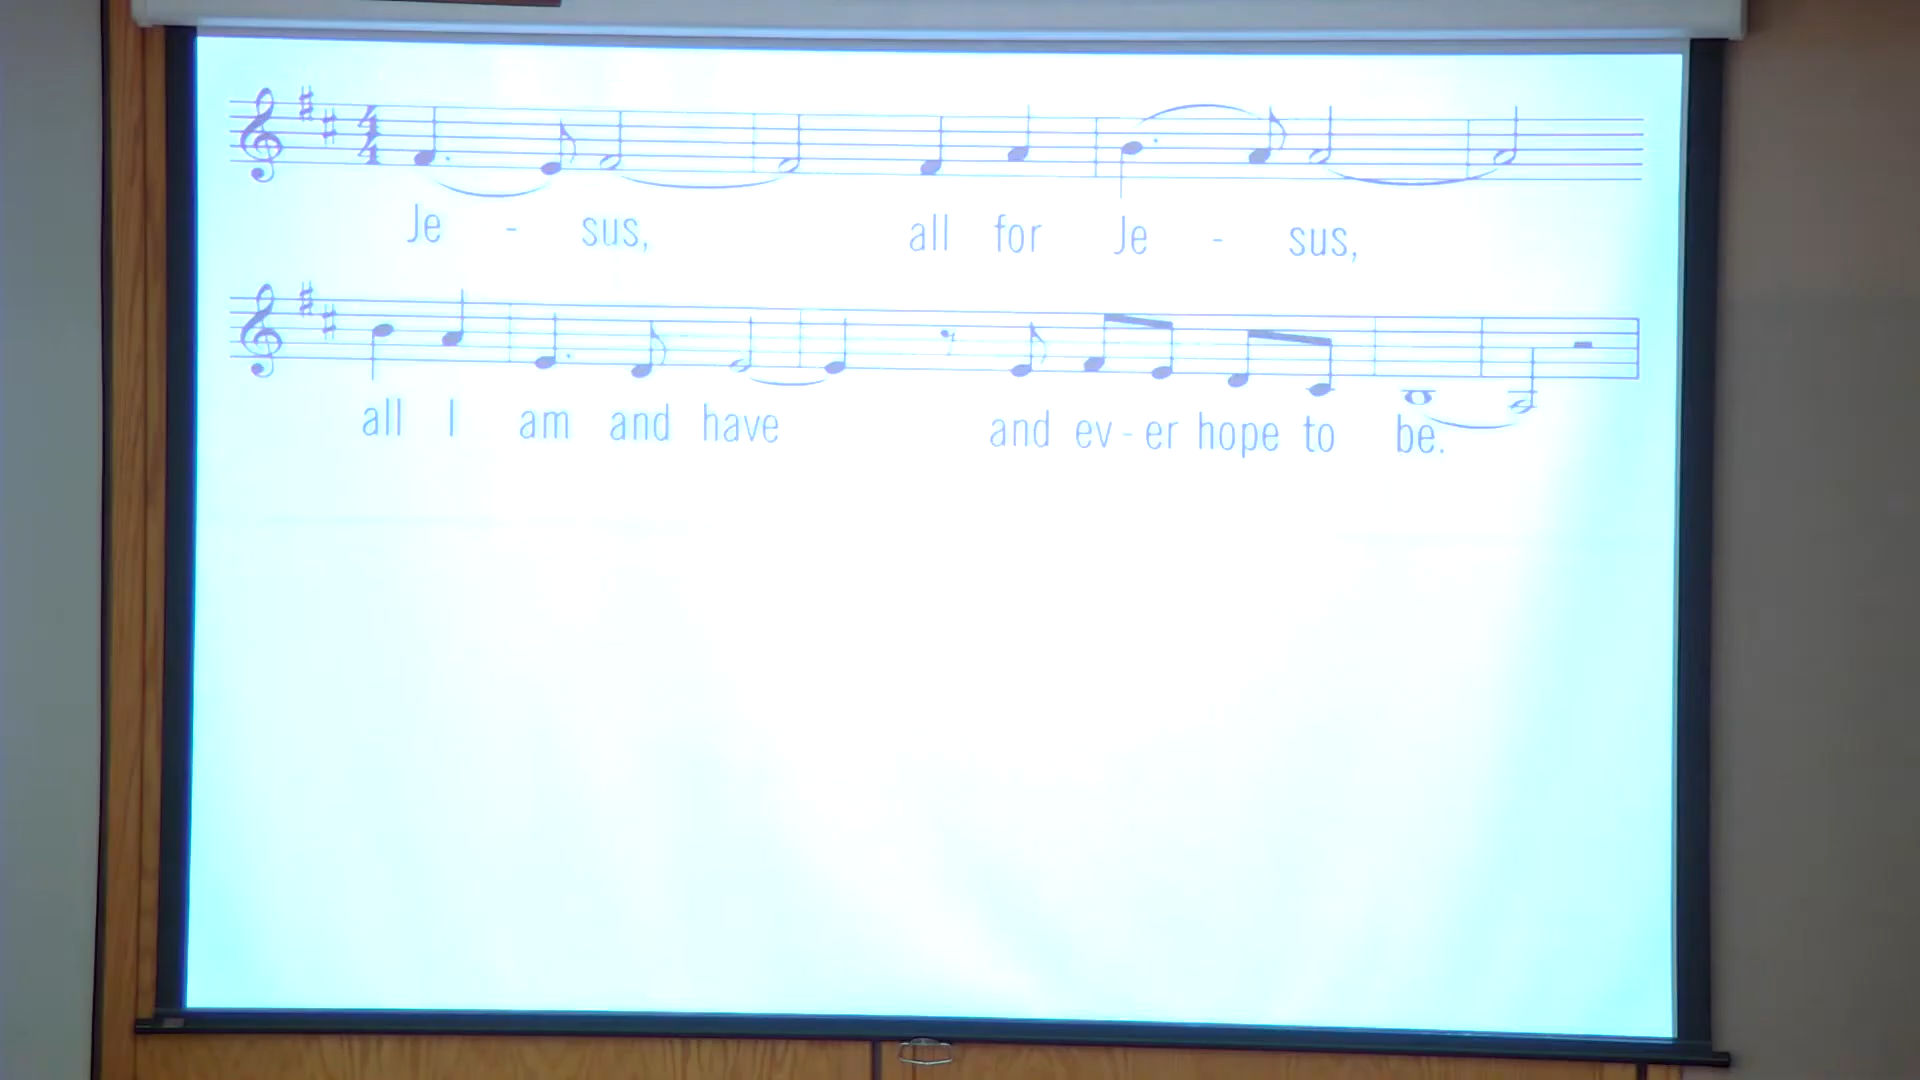 Je - sus, all for Je - sus,
all I am and have and ev - er hope to be.